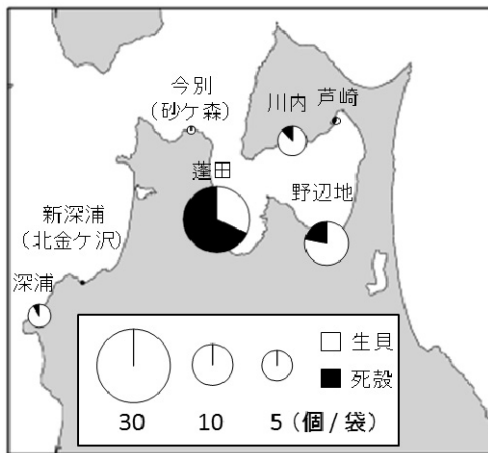 今別
(砂ケ森)
川内
芦崎
蓬田
野辺地
新深浦
(北金ケ沢)
深浦
生貝
死殻
30 10 5 (個/袋)